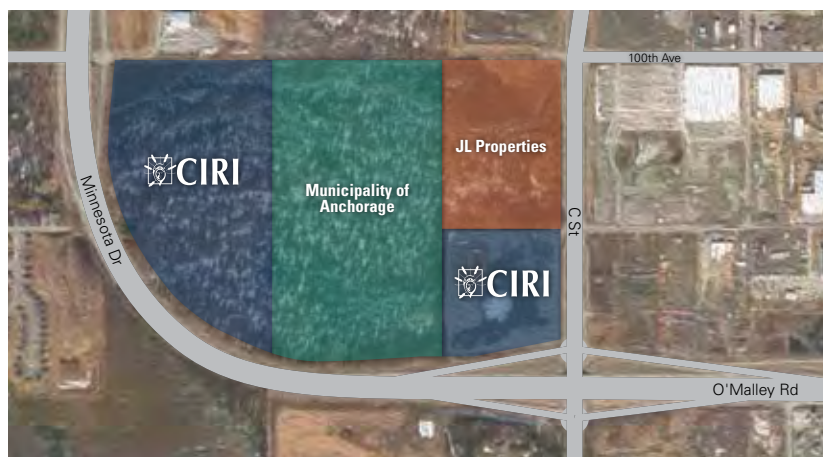 100th Ave
JL Properties
CIRI
Municipality of
Anchorage
Minnesota Dr
C St
CIRI
O'Malley Rd